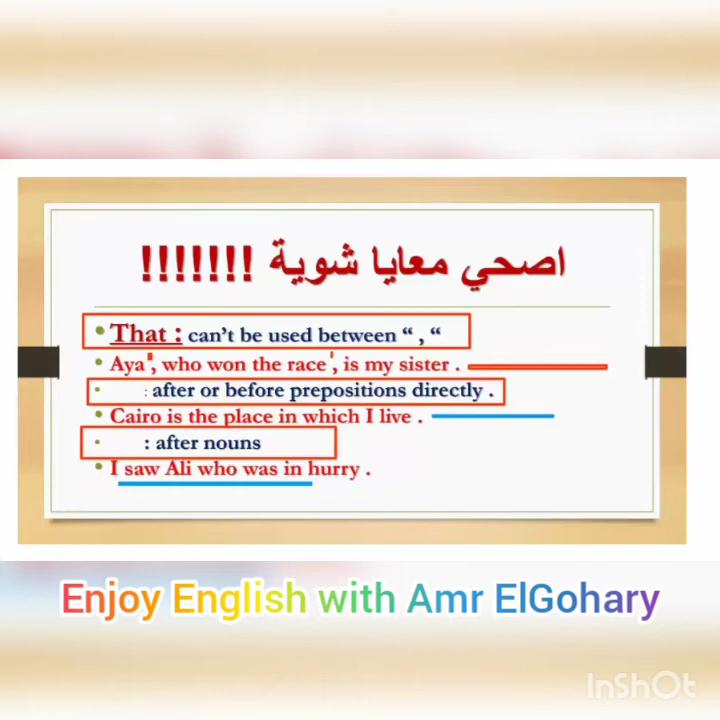 اصحي معايا شوية !!!!!!!
• That : can't be used between “ , “
• Aya', who won the race', is my sister .
• : after or before prepositions directly .
• Cairo is the place in which I live .
• : after nouns
• I saw Ali who was in hurry .
Enjoy English with Amr ElGohary
InShOt